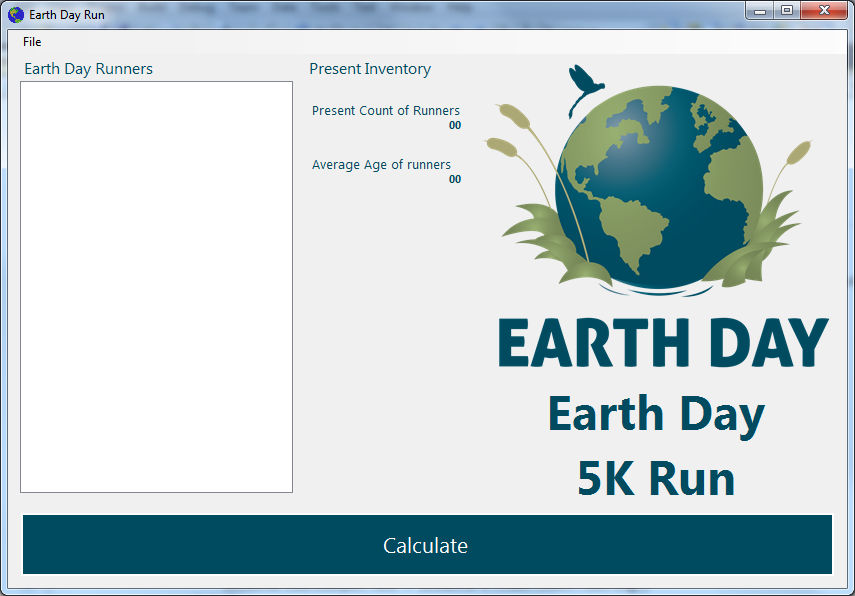 Earth Day Run
File
Earth Day Runners
Present Inventory
Present Count of Runners
00
Average Age of runners
00
EARTH DAY
Earth Day
5K Run
Calculate